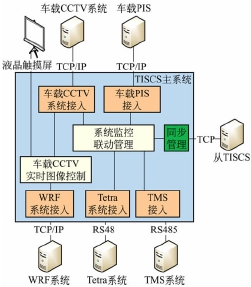 车载CCTV系统
车载PIS
液晶触摸屏
TCP/IP
TCP/IP
TISCS主系统
车载CCTV
系统接入
车载PIS
接入
系统监控
联动管理
同步
管理
TCP
从TISCS
车载CCTV
实时图像控制
WRF
系统接入
Tetra
系统接入
TMS
接入
TCP/IP
RS48
RS485
WRF系统
Tetra系统
TMS系统